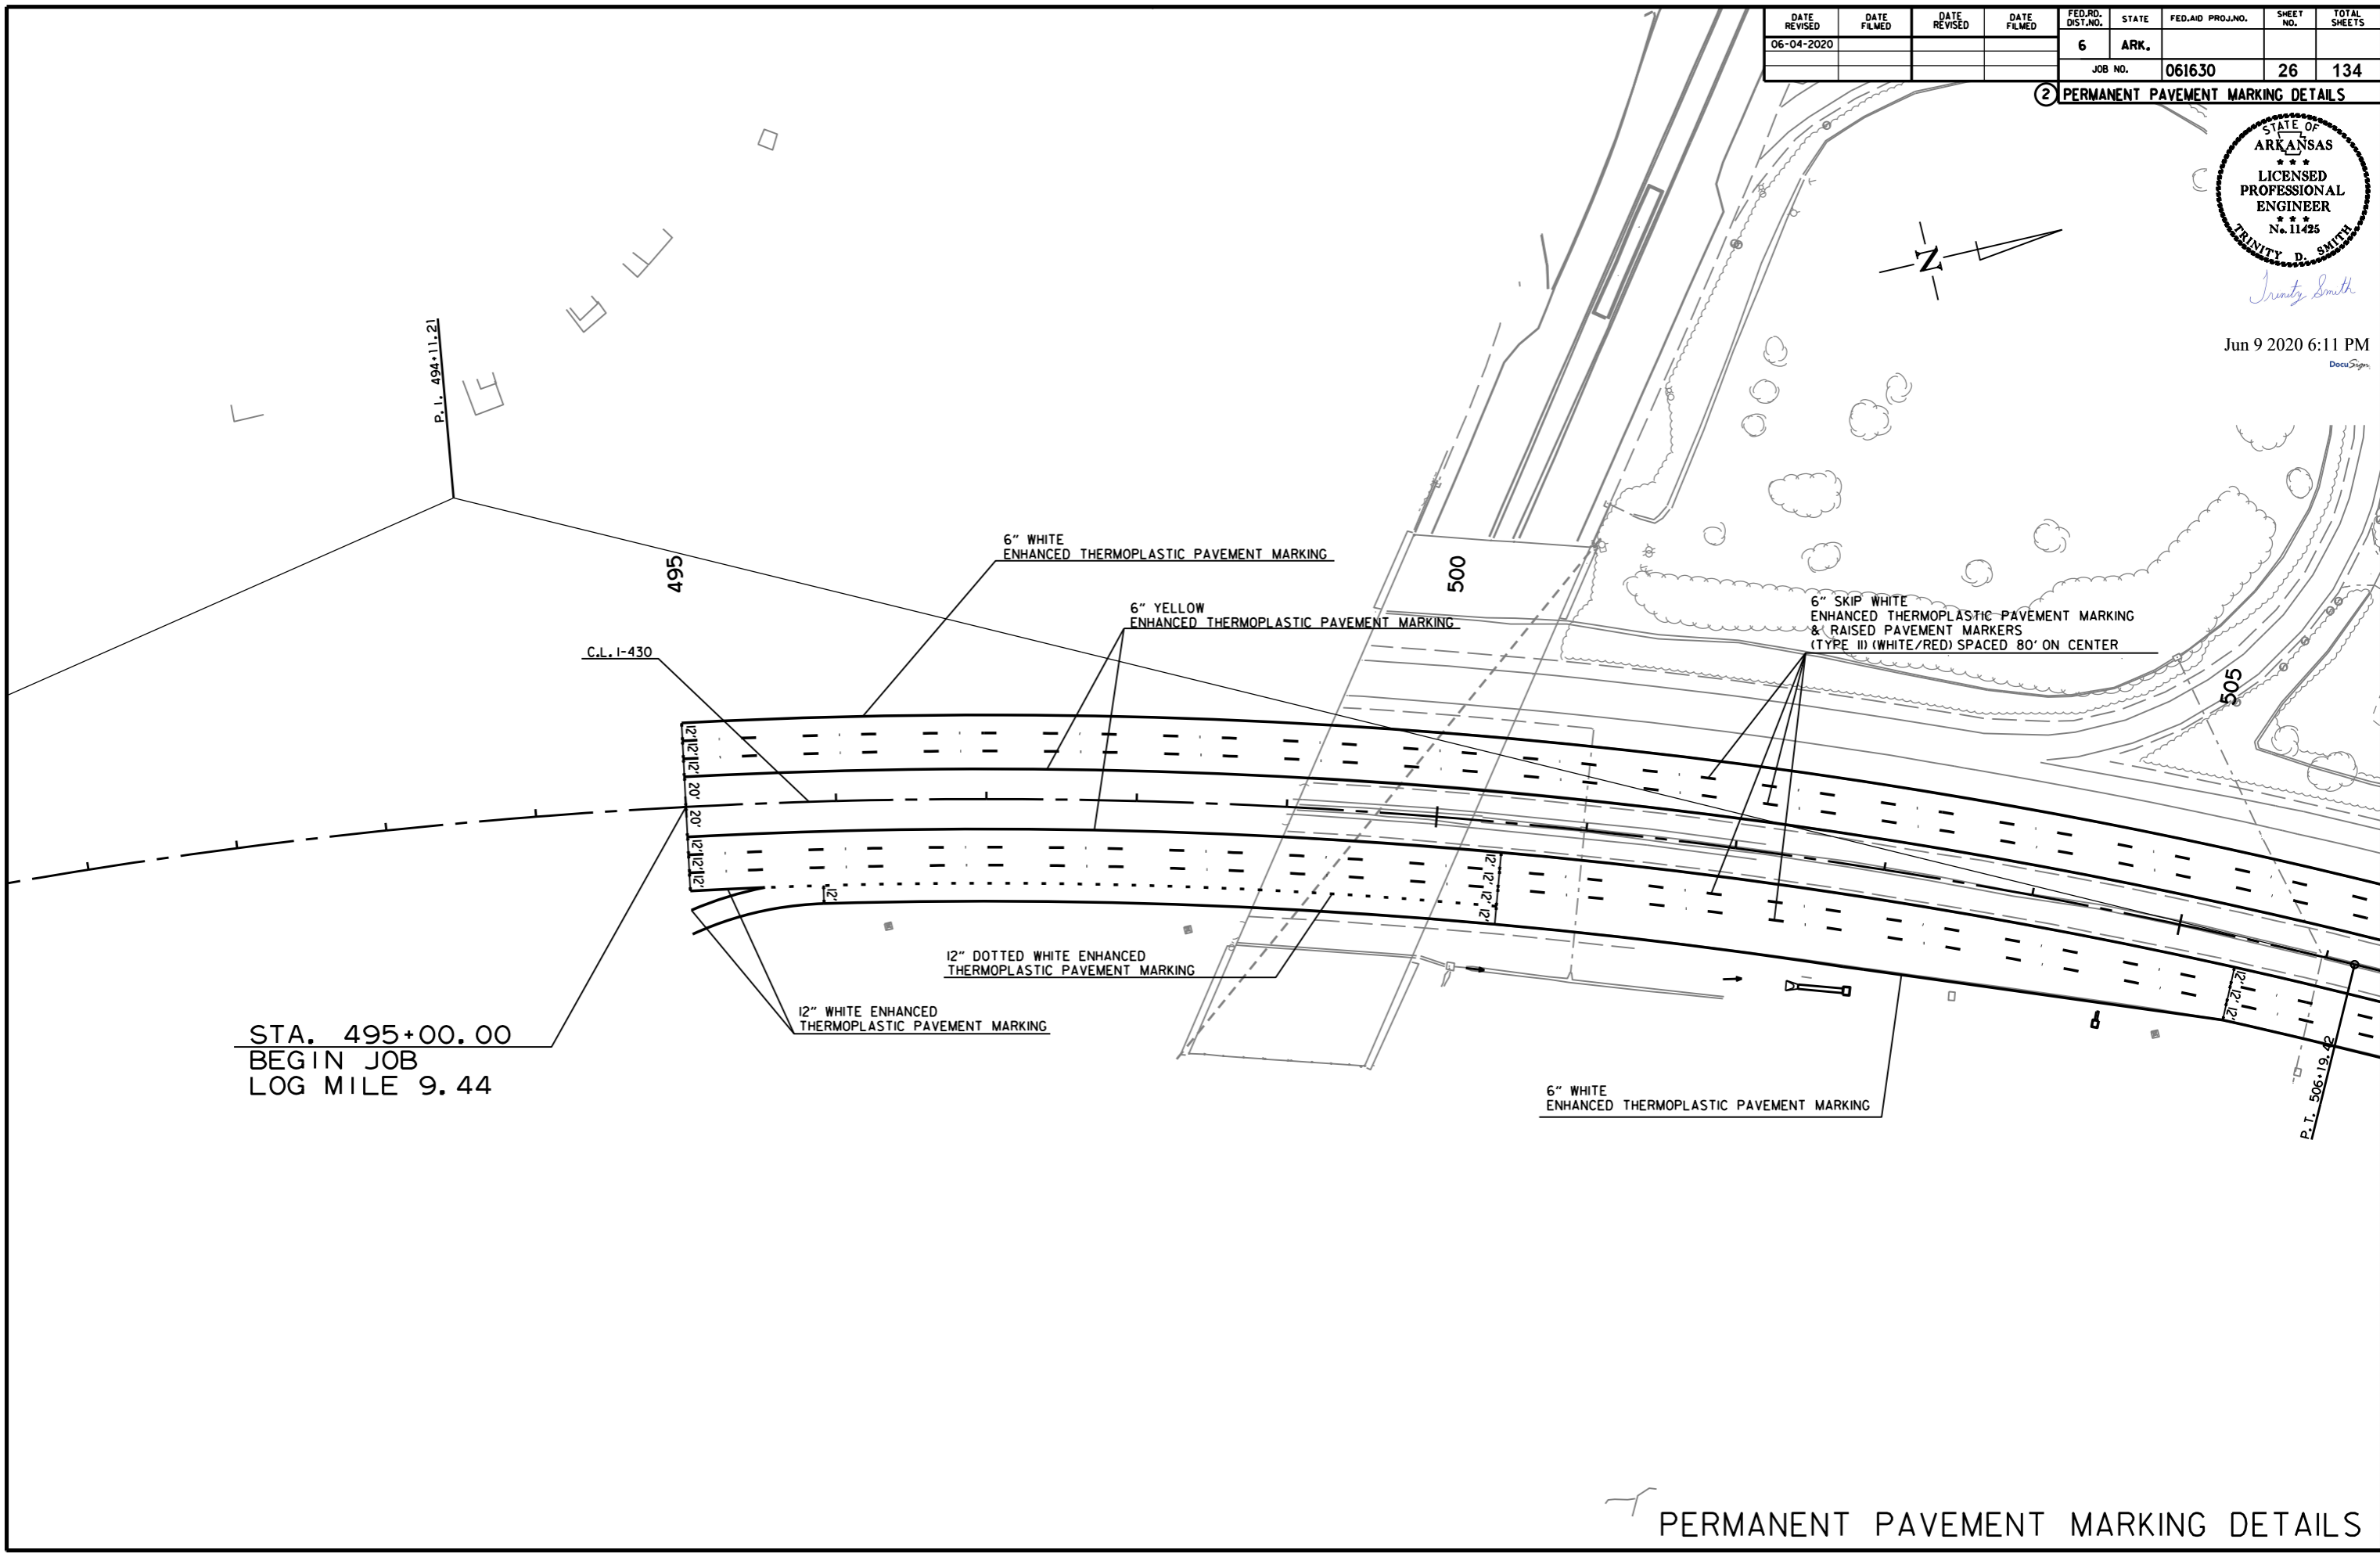 DATE REVISED
DATE FILMED
DATE REVISED
DATE FILMED
FED.RD. DIST.NO.
STATE
FED.AID PROJ.NO.
SHEET NO.
TOTAL SHEETS
06-04-2020
6
ARK.
JOB NO.
061630
26
134
2
PERMANENT PAVEMENT MARKING DETAILS
STATE OF
ARKANSAS
* * *
LICENSED
PROFESSIONAL
ENGINEER
* * *
No. 11425
TRINITY D. SMITH
Trinity Smith
Jun 9 2020 6:11 PM
DocuSign
N
P.I. 494+11.21
495
500
505
6" WHITE
ENHANCED THERMOPLASTIC PAVEMENT MARKING
6" YELLOW
ENHANCED THERMOPLASTIC PAVEMENT MARKING
6" SKIP WHITE
ENHANCED THERMOPLASTIC PAVEMENT MARKING
& RAISED PAVEMENT MARKERS
(TYPE II) (WHITE/RED) SPACED 80' ON CENTER
C.L. I-430
12'
12'
12'
20'
20'
12'
12'
12'
12'
12'
12'
12'
12'
12'
12'
12'
12" DOTTED WHITE ENHANCED
THERMOPLASTIC PAVEMENT MARKING
12" WHITE ENHANCED
THERMOPLASTIC PAVEMENT MARKING
STA. 495+00.00
BEGIN JOB
LOG MILE 9.44
6" WHITE
ENHANCED THERMOPLASTIC PAVEMENT MARKING
P.T. 506+19.42
PERMANENT PAVEMENT MARKING DETAILS